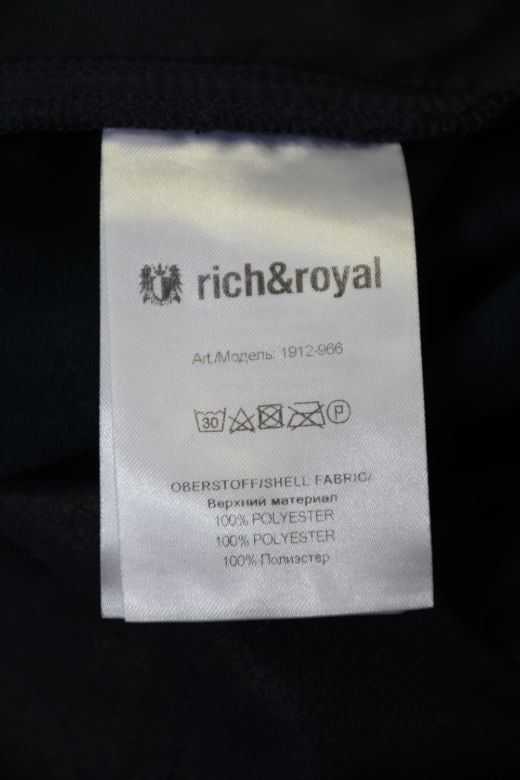 rich&royal
Art./Модель: 1912-966
30 P
OBERSTOFF/SHELL FABRIC/
Верхний материал
100% POLYESTER
100% POLYESTER
100% Полиэстер